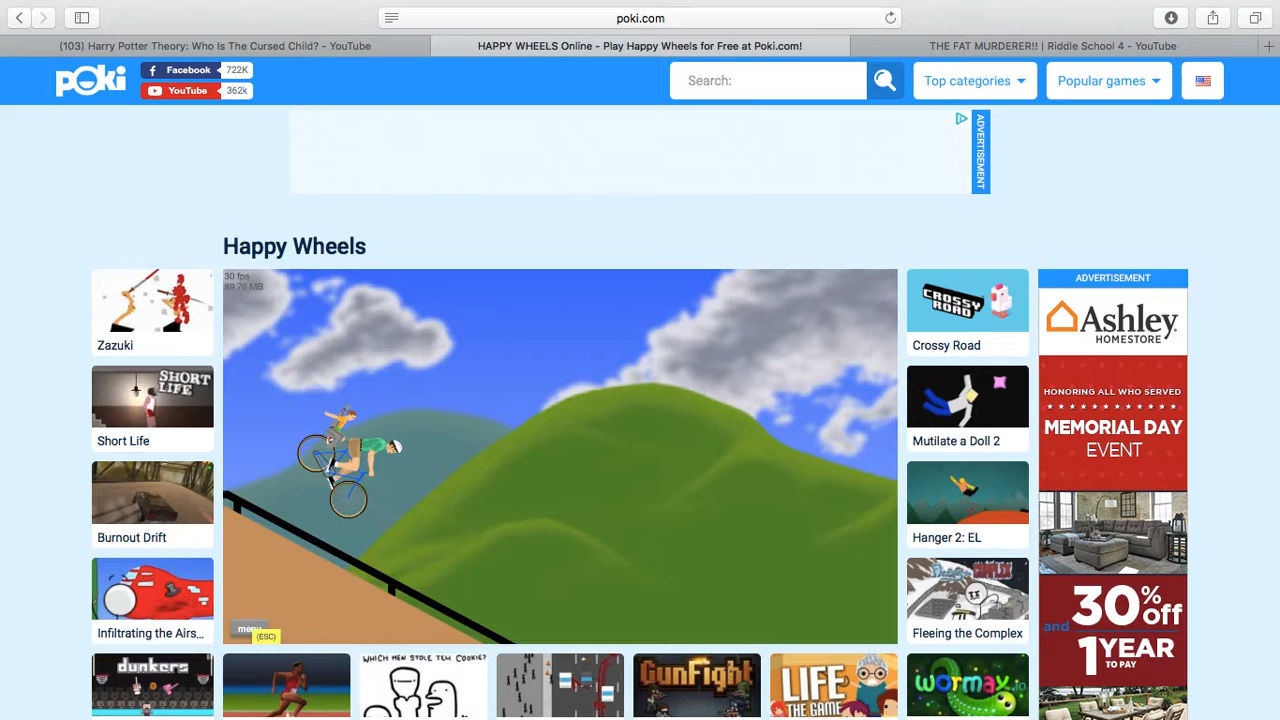 poki.com
(103) Harry Potter Theory: Who Is The Cursed Child? - YouTube
HAPPY WHEELS Online - Play Happy Wheels for Free at Poki.com!
THE FAT MURDERER!! | Riddle School 4 - YouTube
POKi
Facebook 722K
YouTube 362k
Search:
Top categories
Popular games
ADVERTISEMENT
Happy Wheels
30 fps
89.76 MB
menu
(ESC)
Zazuki
SHORT
LIFE
Short Life
Burnout Drift
Infiltrating the Airs...
dunkers
WHICH MEN STOLE TEH COOKIE?
GUNFIGHT
LIFE
THE GAME
CROSSY
ROAD
Crossy Road
Mutilate a Doll 2
Hanger 2: EL
COMPLEX
Fleeing the Complex
wormax.io
ADVERTISEMENT
Ashley
HOMESTORE
HONORING ALL WHO SERVED
MEMORIAL DAY
EVENT
30% off
and
1 YEAR
TO PAY